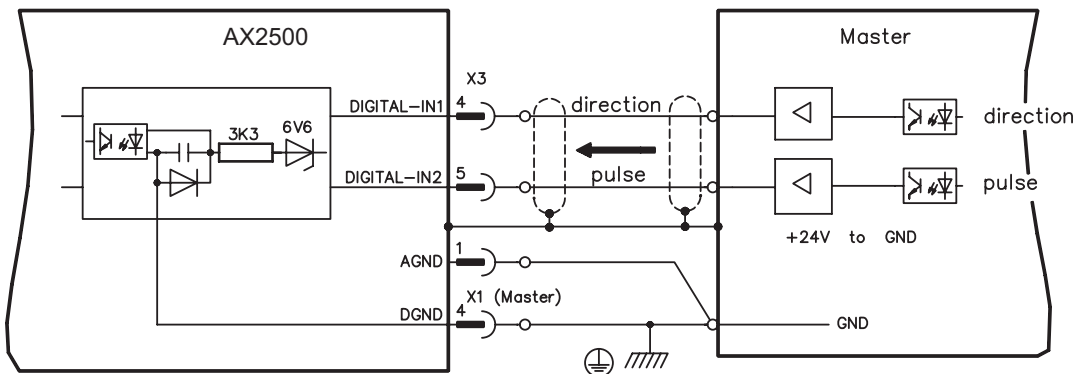 AX2500
Master
X3
DIGITAL-IN1
4
direction
direction
3K3
6V6
DIGITAL-IN2
5
pulse
pulse
+24V to GND
AGND
1
X1 (Master)
DGND
4
GND